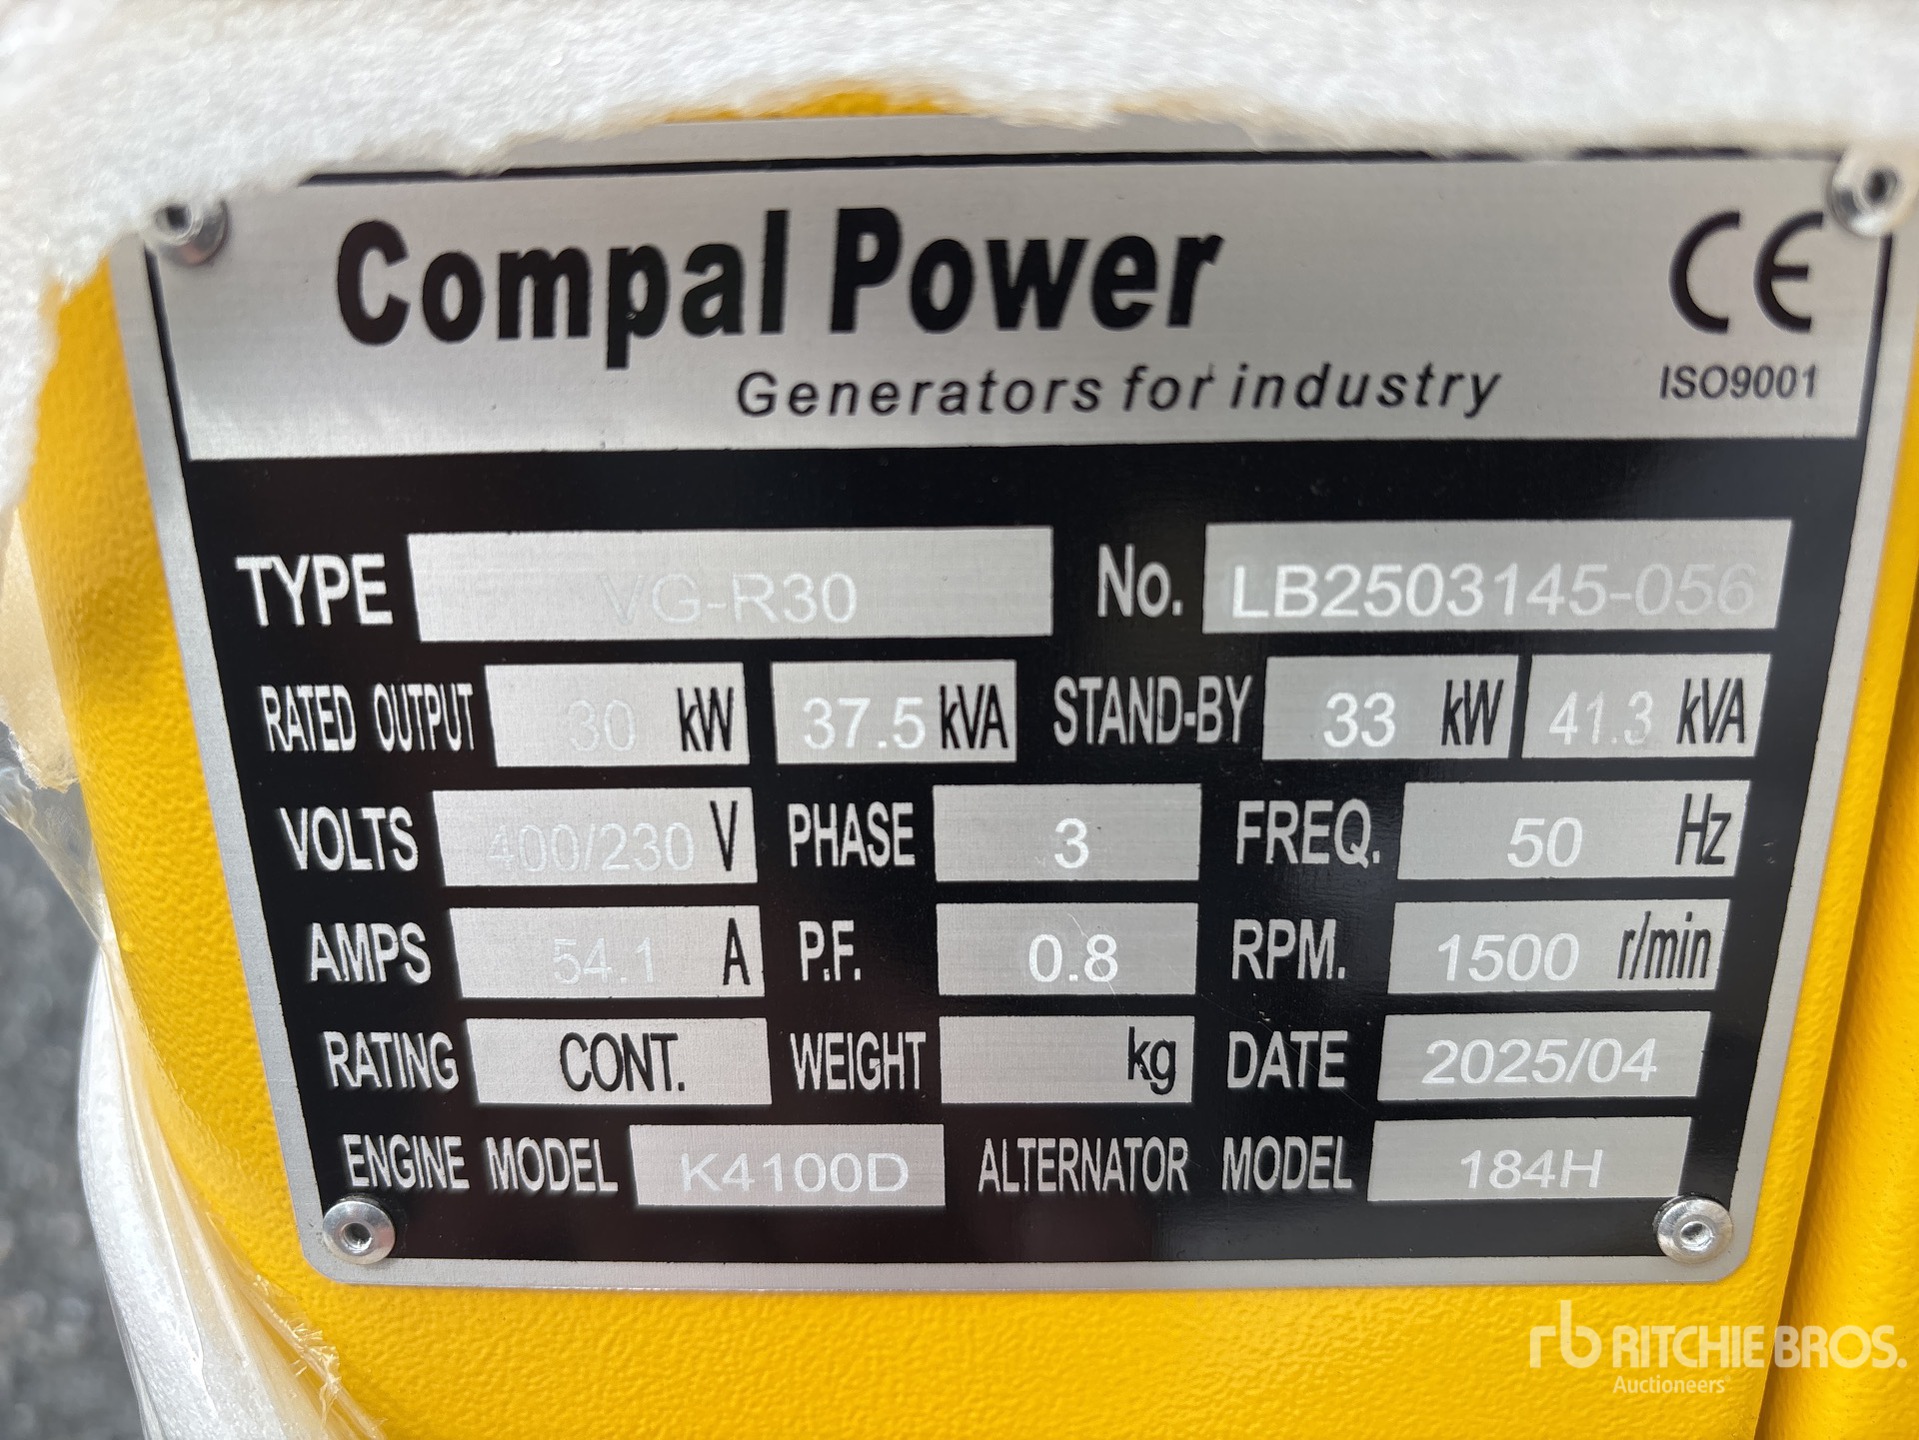 Compal Power
CE
Generators for industry
ISO9001
TYPE VG-R30 No. LB2503145-056
RATED OUTPUT 30 kW 37.5 kVA STAND-BY 33 kW 41.3 kVA
VOLTS 400/230 V PHASE 3 FREQ. 50 Hz
AMPS 54.1 A P.F. 0.8 RPM. 1500 r/min
RATING CONT. WEIGHT kg DATE 2025/04
ENGINE MODEL K4100D ALTERNATOR MODEL 184H
rb RITCHIE BROS.
Auctioneers